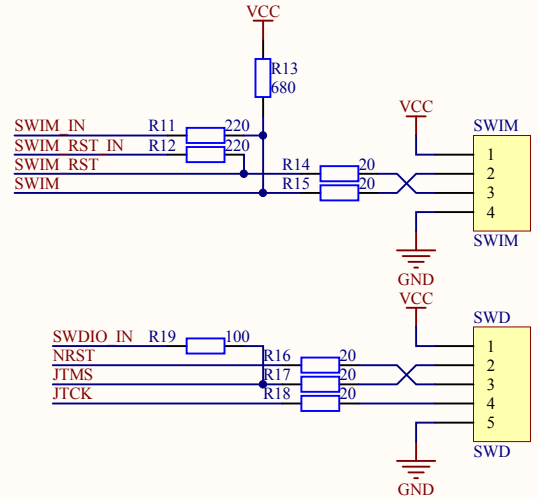 VCC
R13
680
VCC
SWIM_IN R11 220 SWIM
SWIM_RST_IN R12 220 1
SWIM_RST R14 20 2
SWIM R15 20 3
4
SWIM
GND
VCC
SWD
SWDIO_IN R19 100 1
NRST R16 20 2
JTMS R17 20 3
JTCK R18 20 4
5
SWD
GND